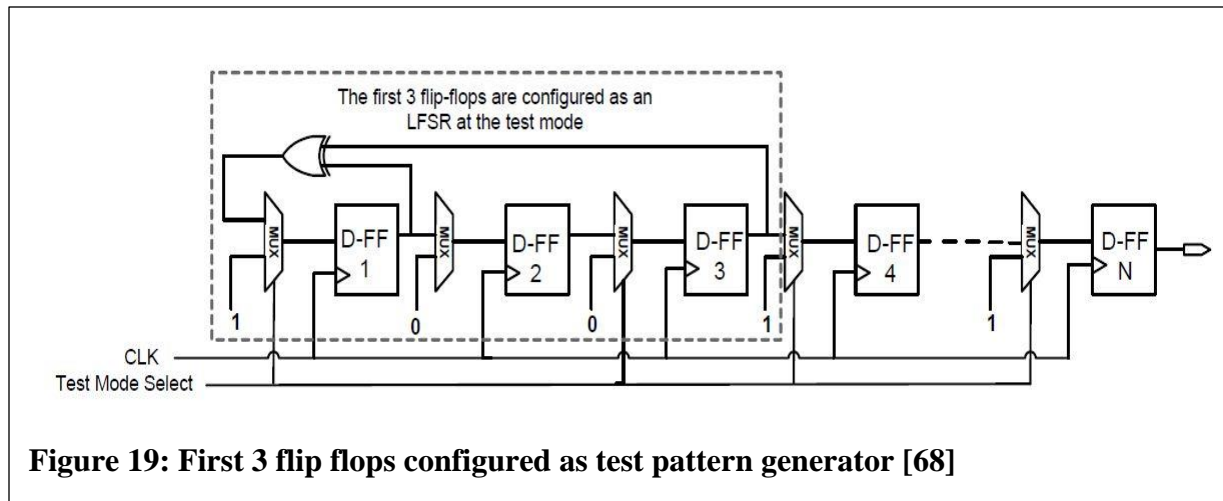 The first 3 flip-flops are configured as an
LFSR at the test mode
MUX
D-FF
1
MUX
D-FF
2
MUX
D-FF
3
MUX
D-FF
4
MUX
D-FF
N
1
0
0
1
1
CLK
Test Mode Select
Figure 19: First 3 flip flops configured as test pattern generator [68]